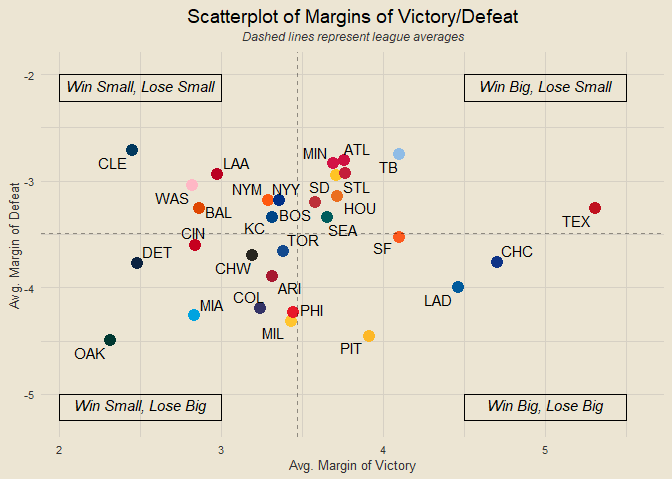 Scatterplot of Margins of Victory/Defeat
Dashed lines represent league averages
-2
Win Small, Lose Small
Win Big, Lose Small
CLE
LAA
MIN
ATL
TB
-3
WAS
NYM
NYY
SD
STL
BAL
HOU
BOS
TEX
KC
SEA
CIN
TOR
SF
DET
CHW
CHC
-4
ARI
COL
LAD
MIA
PHI
MIL
PIT
OAK
-5
Win Small, Lose Big
Win Big, Lose Big
2
3
4
5
Avg. Margin of Victory
Avg. Margin of Defeat